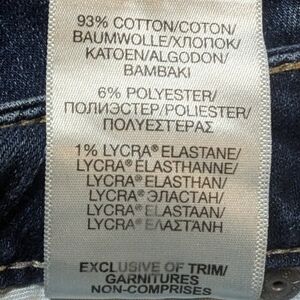 93% COTTON/COTON/
BAUMWOLLE/ХЛОПОК/
KATOEN/ALGODON/
ΒΑΜΒΑΚΙ
6% POLYESTER/
ПОЛИЭСТЕР/POLIESTER/
ΠΟΛΥΕΣΤΕΡΑΣ
1% LYCRA® ELASTANE/
LYCRA® ELASTHANNE/
LYCRA® ELASTHAN/
LYCRA® ЭЛАСТАН/
LYCRA® ELASTAAN/
LYCRA® ΕΛΑΣΤΑΝΗ
EXCLUSIVE OF TRIM/
GARNITURES
NON-COMPRISES